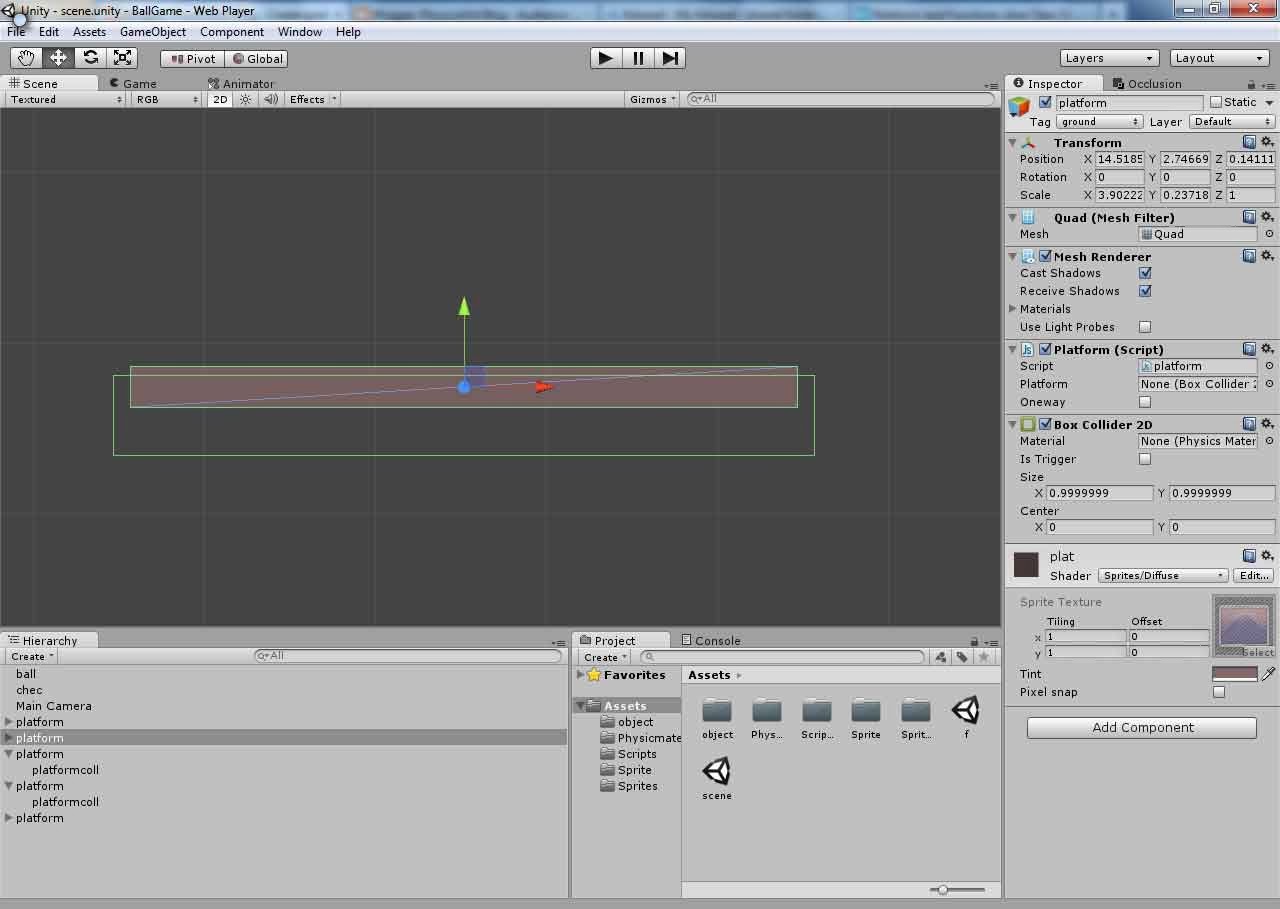 Unity - scene.unity - BallGame - Web Player
File Edit Assets GameObject Component Window Help
Pivot Global Layers Layout
Scene Game Animator
Textured RGB 2D Effects Gizmos All
Inspector Occlusion
platform Static
Tag ground Layer Default
Transform
Position X 14.5185 Y 2.74669 Z 0.14111
Rotation X 0 Y 0 Z 0
Scale X 3.90222 Y 0.23718 Z 1
Quad (Mesh Filter)
Mesh Quad
Mesh Renderer
Cast Shadows
Receive Shadows
Materials
Use Light Probes
Platform (Script)
Script platform
Platform None (Box Collider 2
Oneway
Box Collider 2D
Material None (Physics Mater
Is Trigger
Size
X 0.9999999 Y 0.9999999
Center
X 0 Y 0
plat
Shader Sprites/Diffuse Edit...
Sprite Texture
Tiling Offset
x 1 0
y 1 0
Select
Tint
Pixel snap
Add Component
Hierarchy
Create All
ball
chec
Main Camera
platform
platform
platform
platformcoll
platform
platformcoll
platform
Project Console
Create
Favorites
Assets
object
Physicmate
Scripts
Sprite
Sprites
Assets
object Phys... Scrip... Sprite Sprit... f
scene